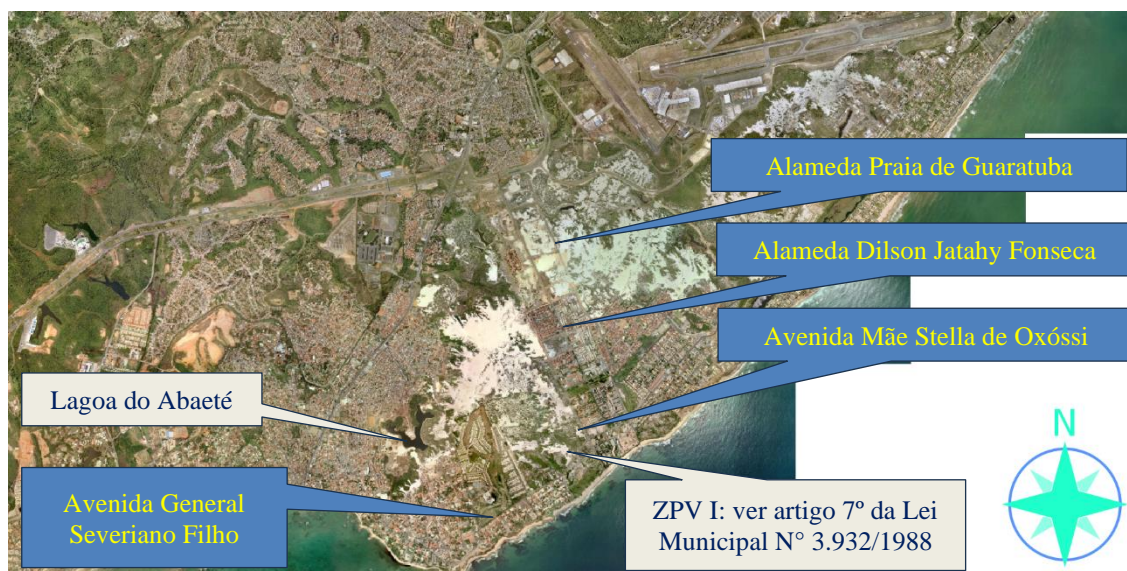 Alameda Praia de Guaratuba
Alameda Dilson Jatahy Fonseca
Avenida Mãe Stella de Oxóssi
Lagoa do Abaeté
Avenida General
Severiano Filho
ZPV I: ver artigo 7º da Lei
Municipal N° 3.932/1988
N